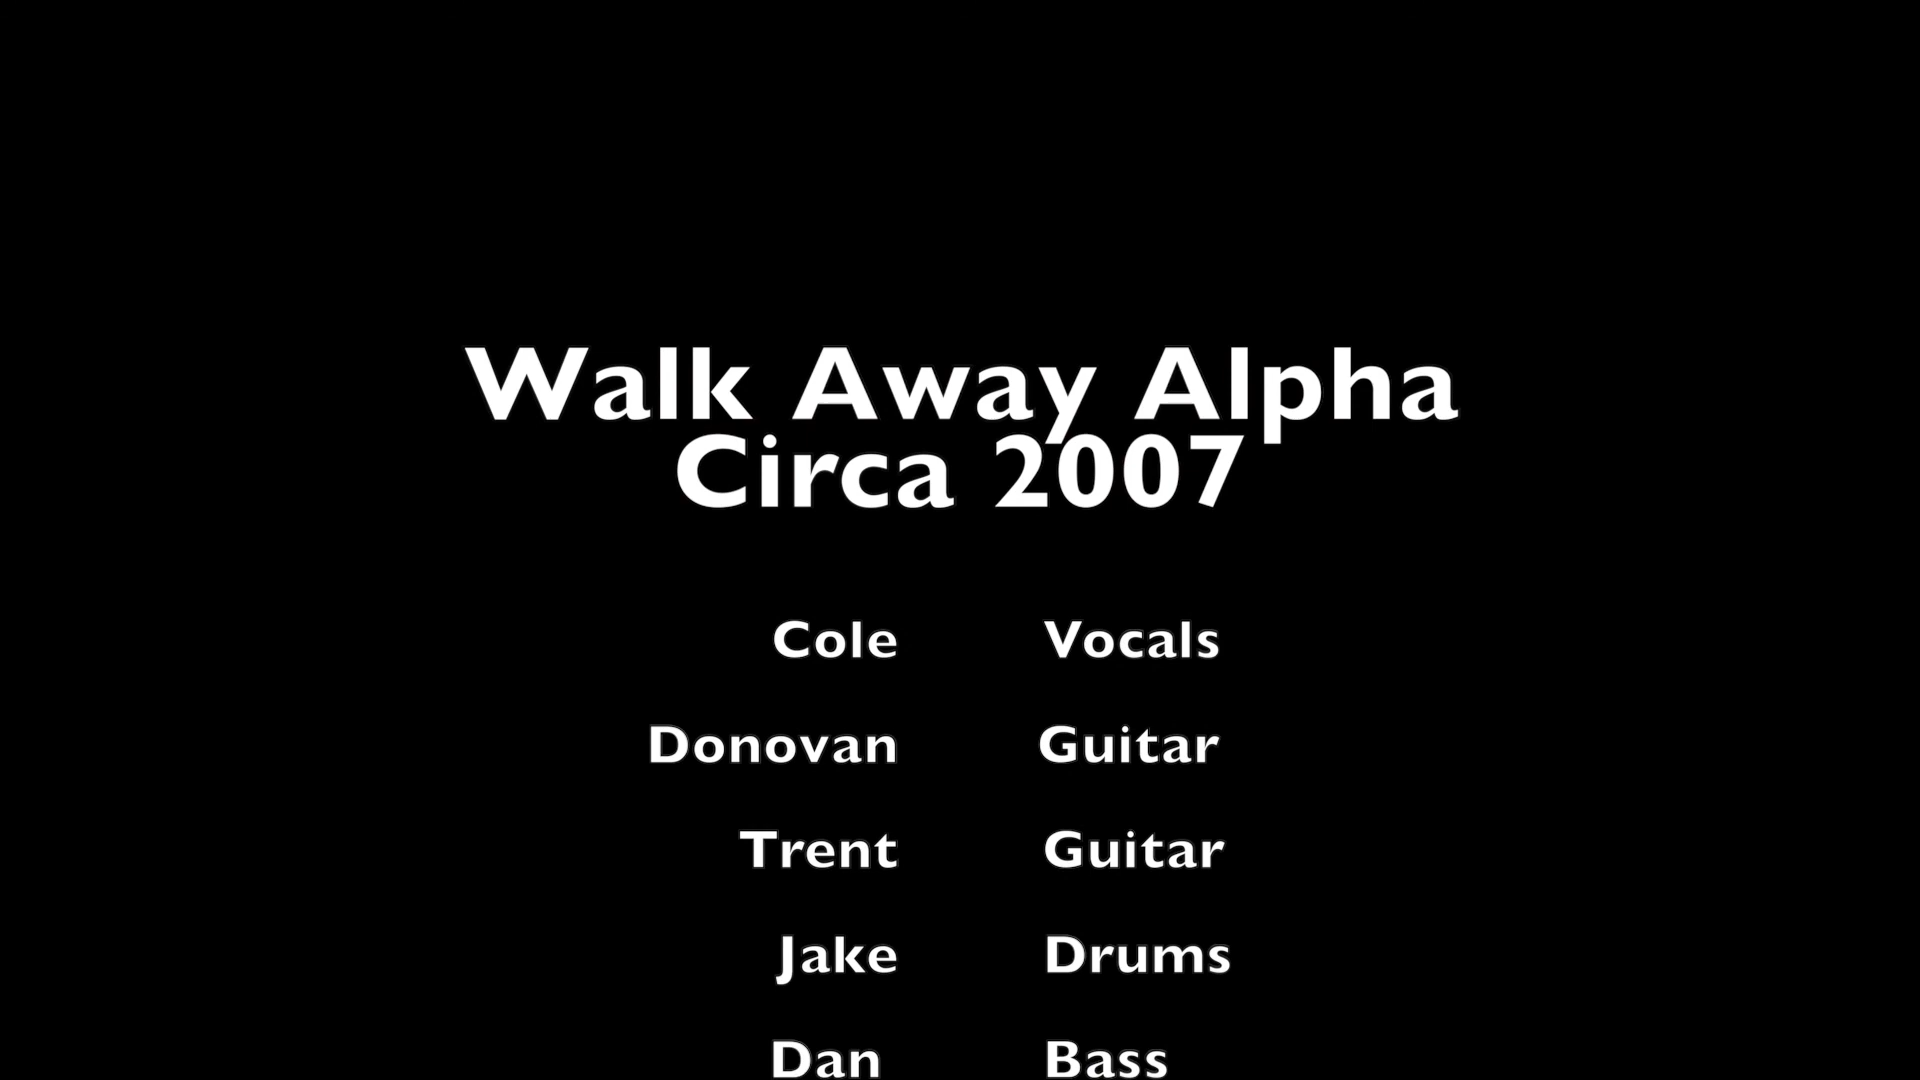 Walk Away Alpha
Circa 2007
Cole Vocals
Donovan Guitar
Trent Guitar
Jake Drums
Dan Bass